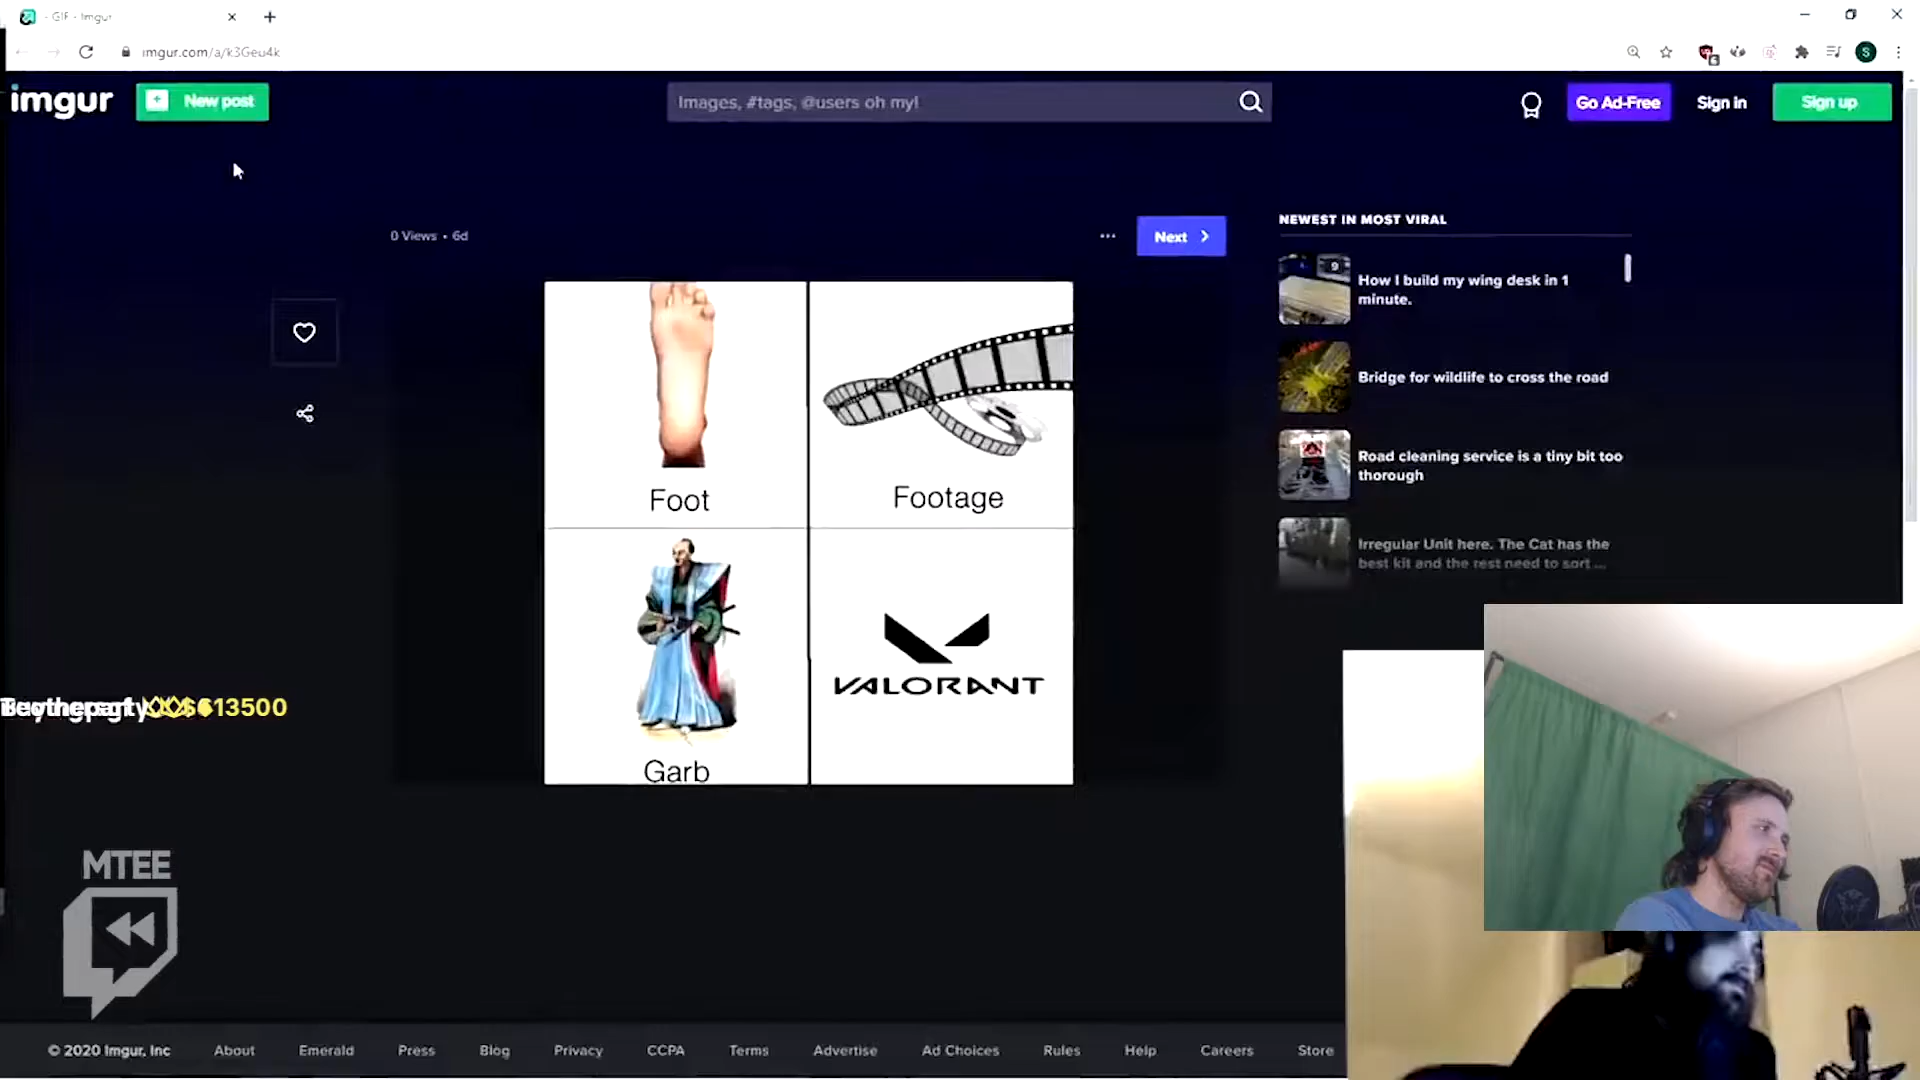 - GIF - Imgur
imgur.com/a/k3Geu4k
S
imgur
New post
Images, #tags, @users oh my!
Go Ad-Free
Sign in
Sign up
0 Views • 6d
Next
NEWEST IN MOST VIRAL
9
How I build my wing desk in 1
minute.
Bridge for wildlife to cross the road
Road cleaning service is a tiny bit too
thorough
Irregular Unit here. The Cat has the
best kit and the rest need to sort ...
Foot
Footage
Garb
VALORANT
13500
MTEE
© 2020 Imgur, Inc
About
Emerald
Press
Blog
Privacy
CCPA
Terms
Advertise
Ad Choices
Rules
Help
Careers
Store